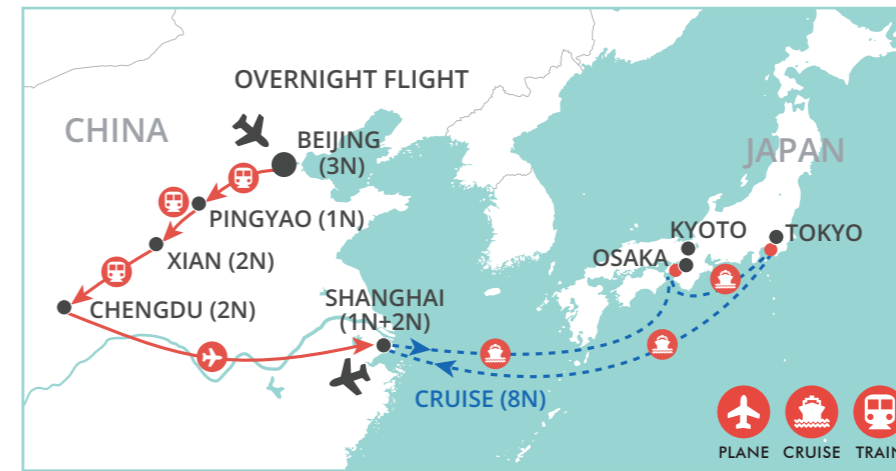 OVERNIGHT FLIGHT
CHINA
BEIJING
(3N)
JAPAN
PINGYAO (1N)
KYOTO
TOKYO
XIAN (2N)
OSAKA
CHENGDU (2N)
SHANGHAI
(1N+2N)
CRUISE (8N)
PLANE
CRUISE
TRAIN